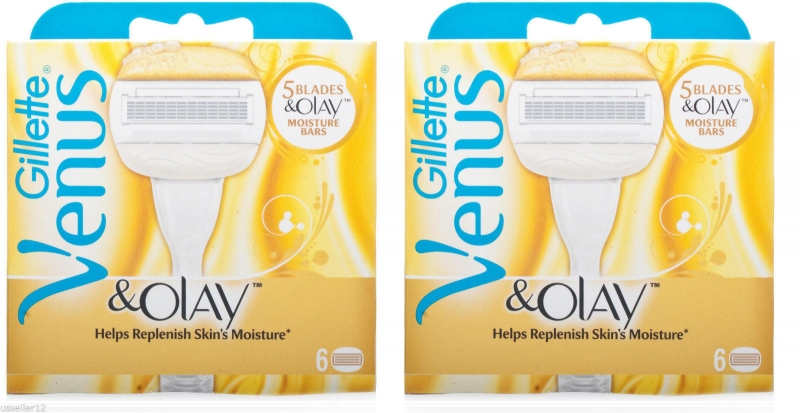 Gillette®
Venus
5 BLADES
&OLAY™
MOISTURE
BARS
&OLAY™
Helps Replenish Skin's Moisture*
6
Gillette®
Venus
5 BLADES
&OLAY™
MOISTURE
BARS
&OLAY™
Helps Replenish Skin's Moisture*
6
usseller12